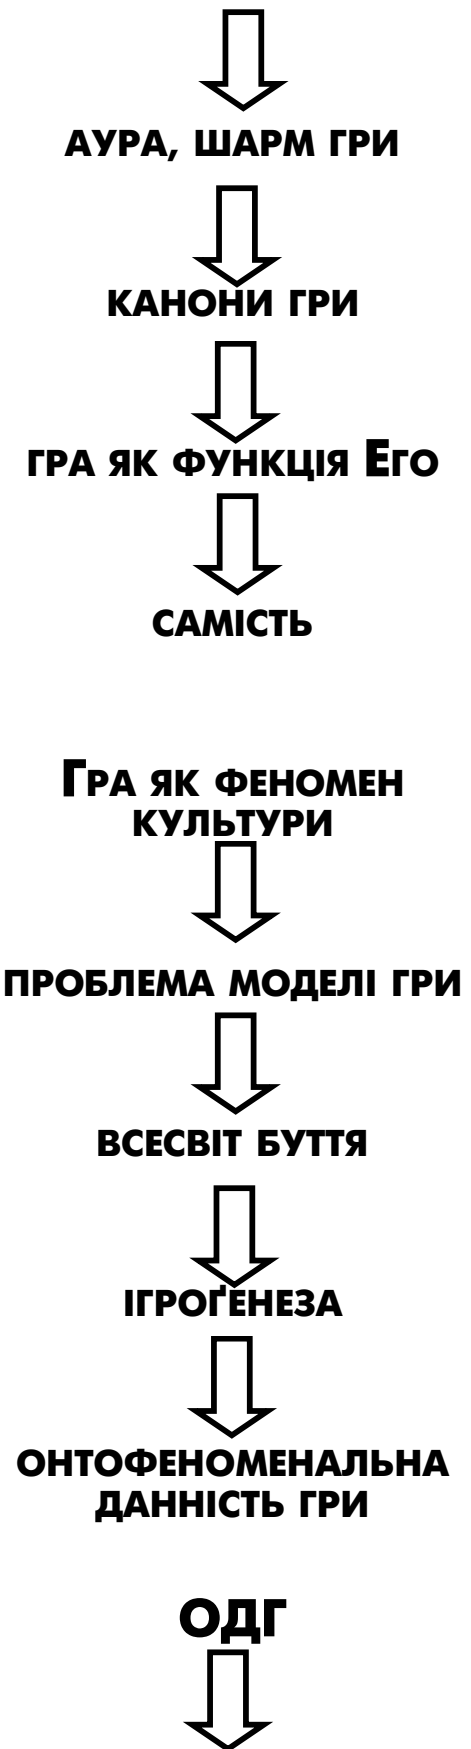 АУРА, ШАРМ ГРИ
КАНОНИ ГРИ
ГРА ЯК ФУНКЦІЯ ЕГО
САМІСТЬ
ГРА ЯК ФЕНОМЕН
КУЛЬТУРИ
ПРОБЛЕМА МОДЕЛІ ГРИ
ВСЕСВІТ БУТТЯ
ІГРОҐЕНЕЗА
ОНТОФЕНОМЕНАЛЬНА
ДАННІСТЬ ГРИ
ОДГ